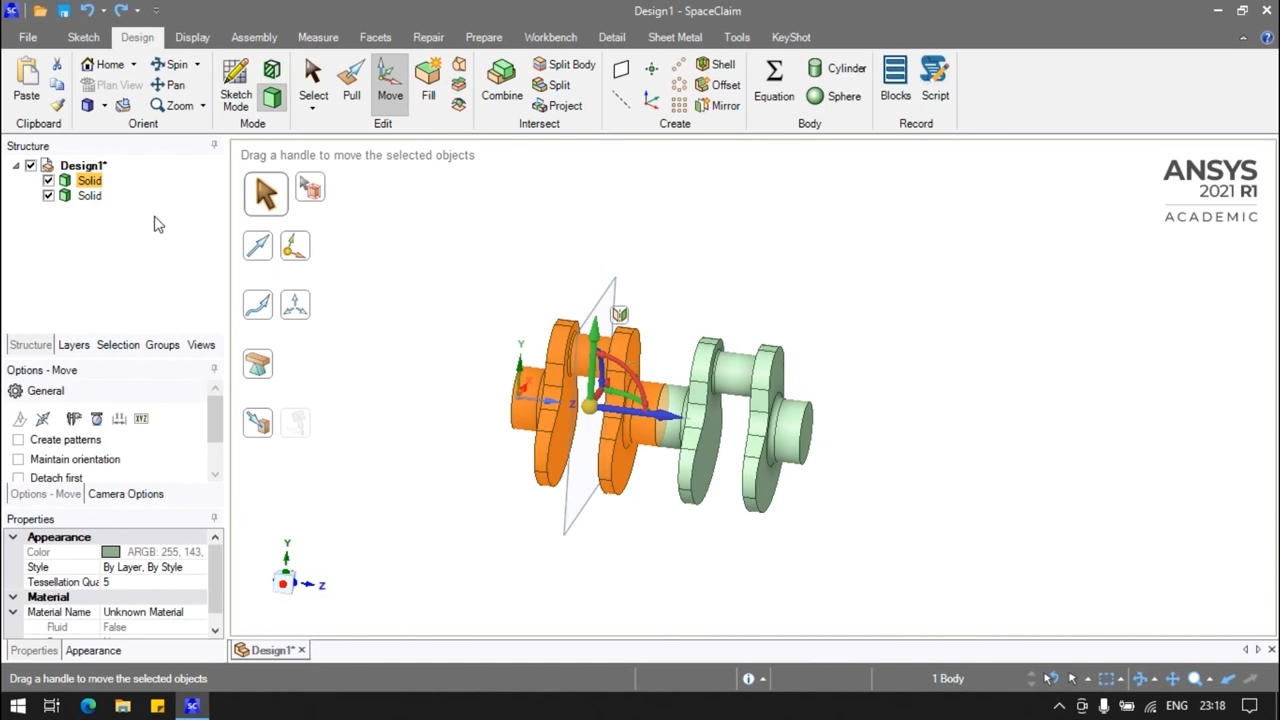 Design1 - SpaceClaim
File Sketch Design Display Assembly Measure Facets Repair Prepare Workbench Detail Sheet Metal Tools KeyShot
Paste
Home
Plan View
Spin
Pan
Zoom
Sketch Mode
Select
Pull
Move
Fill
Combine
Split Body
Split
Project
Shell
Offset
Mirror
Equation
Cylinder
Sphere
Blocks
Script
Clipboard Orient Mode Edit Intersect Create Body Record
Structure
Design1*
Solid
Solid
Structure Layers Selection Groups Views
Options - Move
General
XYZ
Create patterns
Maintain orientation
Detach first
Options - Move Camera Options
Properties
Appearance
Color ARGB: 255, 143,
Style By Layer, By Style
Tessellation Qua 5
Material
Material Name Unknown Material
Fluid False
Properties Appearance
Drag a handle to move the selected objects
ANSYS
2021 R1
ACADEMIC
Y
Z
Y
Z
Design1*
Drag a handle to move the selected objects
1 Body
ENG 23:18